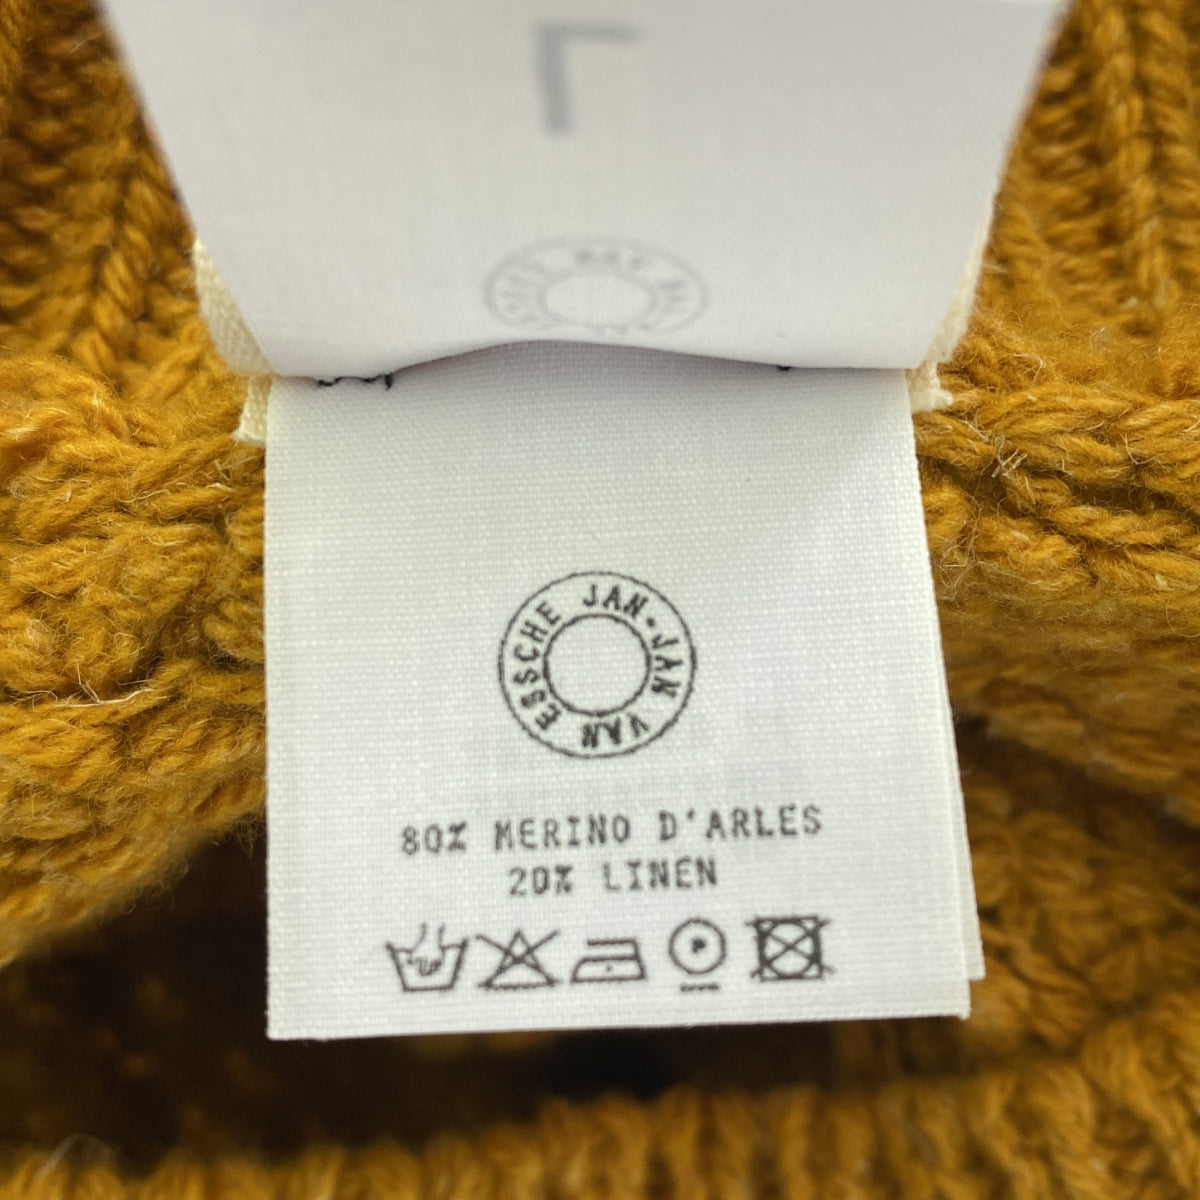 JAN-JAN VAN ESSCHE
80% MERINO D'ARLES
20% LINEN
P